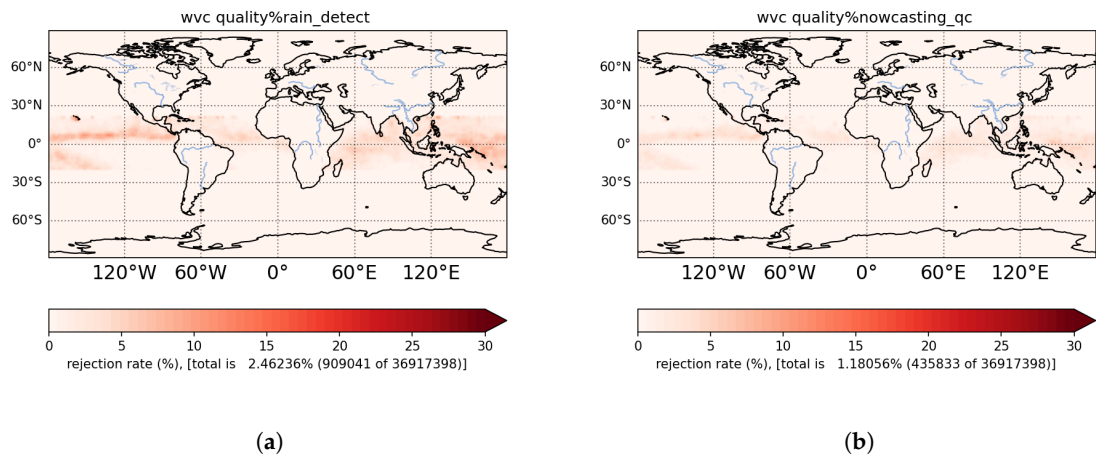 wvc quality%rain_detect
60°N
30°N
0°
30°S
60°S
120°W 60°W 0° 60°E 120°E
0 5 10 15 20 25 30
rejection rate (%), [total is 2.46236% (909041 of 36917398)]
(a)
wvc quality%nowcasting_qc
60°N
30°N
0°
30°S
60°S
120°W 60°W 0° 60°E 120°E
0 5 10 15 20 25 30
rejection rate (%), [total is 1.18056% (435833 of 36917398)]
(b)